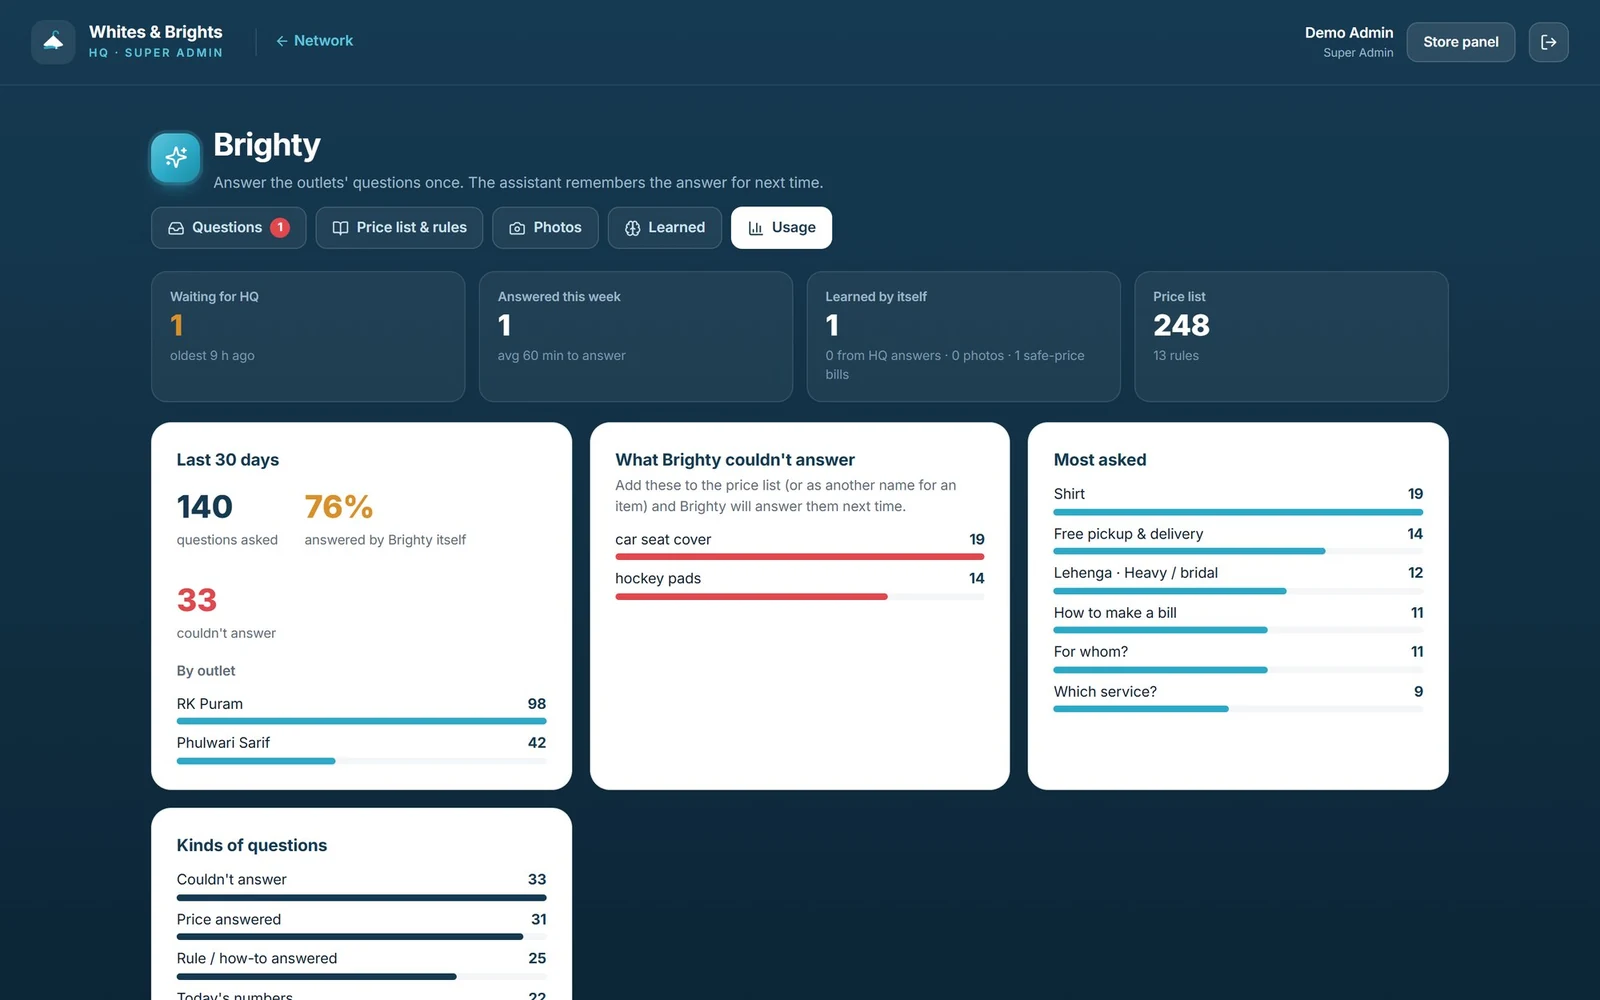 Whites & Brights
HQ · SUPER ADMIN
← Network
Demo Admin
Super Admin
Store panel
Brighty
Answer the outlets' questions once. The assistant remembers the answer for next time.
Questions 1
Price list & rules
Photos
Learned
Usage
Waiting for HQ
1
oldest 9 h ago
Answered this week
1
avg 60 min to answer
Learned by itself
1
0 from HQ answers · 0 photos · 1 safe-price
bills
Price list
248
13 rules
Last 30 days
140
questions asked
76%
answered by Brighty itself
33
couldn't answer
By outlet
RK Puram 98
Phulwari Sarif 42
What Brighty couldn't answer
Add these to the price list (or as another name for an
item) and Brighty will answer them next time.
car seat cover 19
hockey pads 14
Most asked
Shirt 19
Free pickup & delivery 14
Lehenga · Heavy / bridal 12
How to make a bill 11
For whom? 11
Which service? 9
Kinds of questions
Couldn't answer 33
Price answered 31
Rule / how-to answered 25
Today's numbers 22